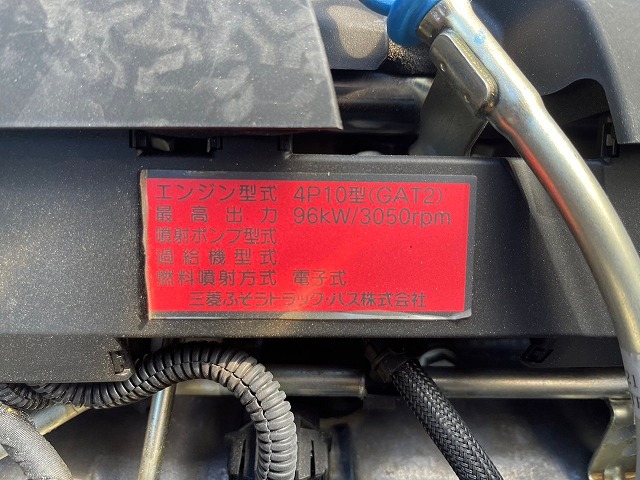 エンジン型式 4P10型(GAT2)
最高出力 96kW/3050rpm
噴射ポンプ型式
過給機型式
燃料噴射方式 電子式
三菱ふそうトラック・バス株式会社